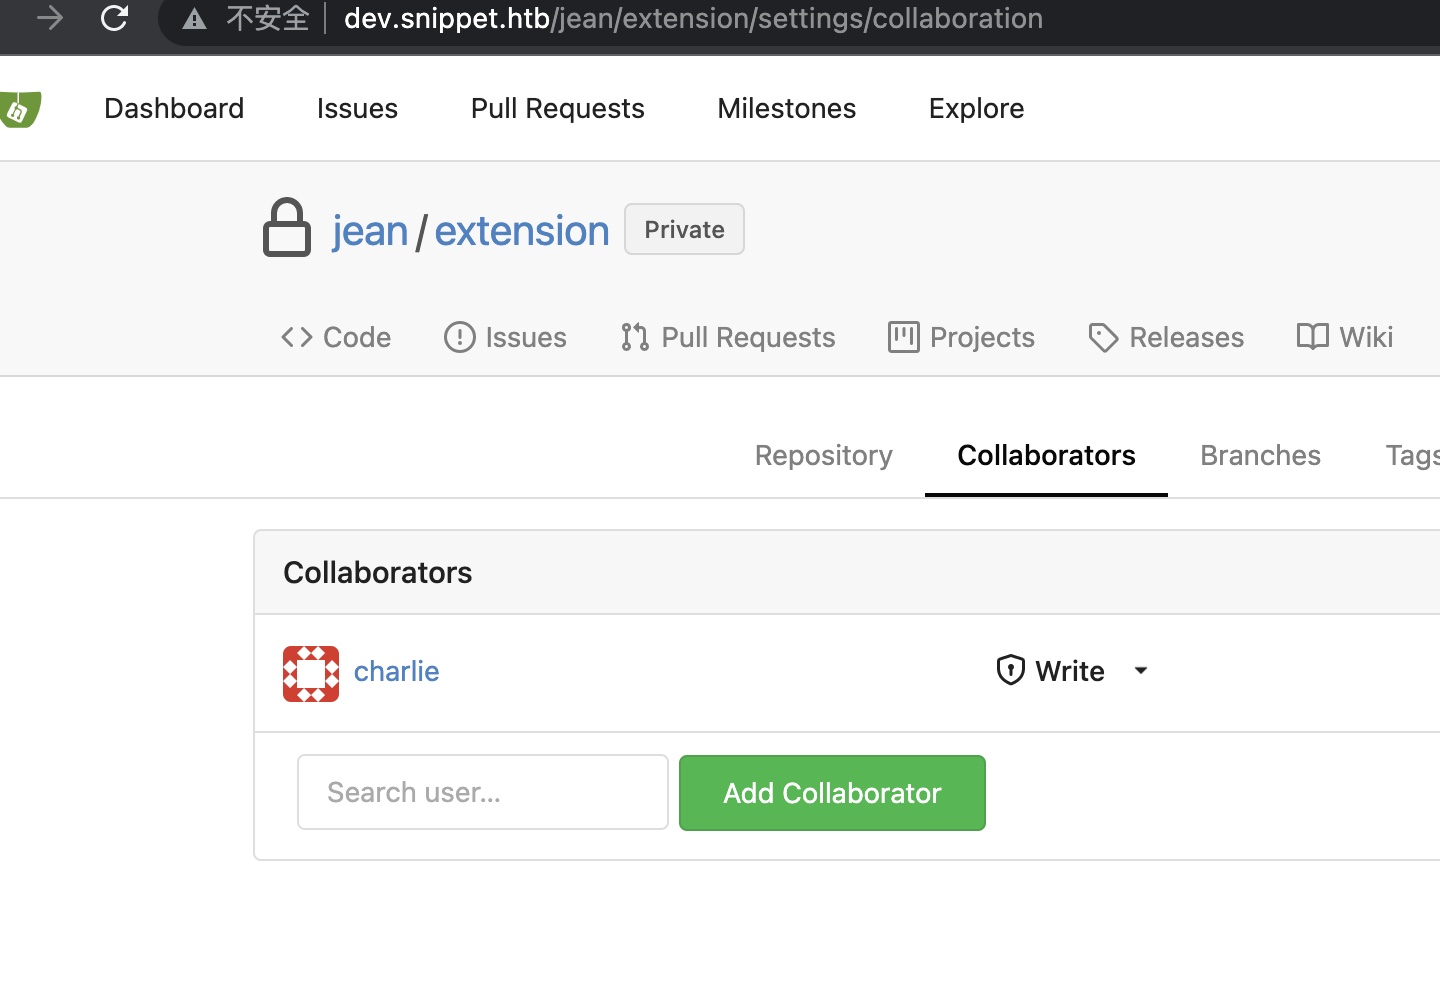 不安全 dev.snippet.htb/jean/extension/settings/collaboration
Dashboard Issues Pull Requests Milestones Explore
jean / extension Private
Code Issues Pull Requests Projects Releases Wiki
Repository Collaborators Branches Tags
Collaborators
charlie Write
Search user... Add Collaborator